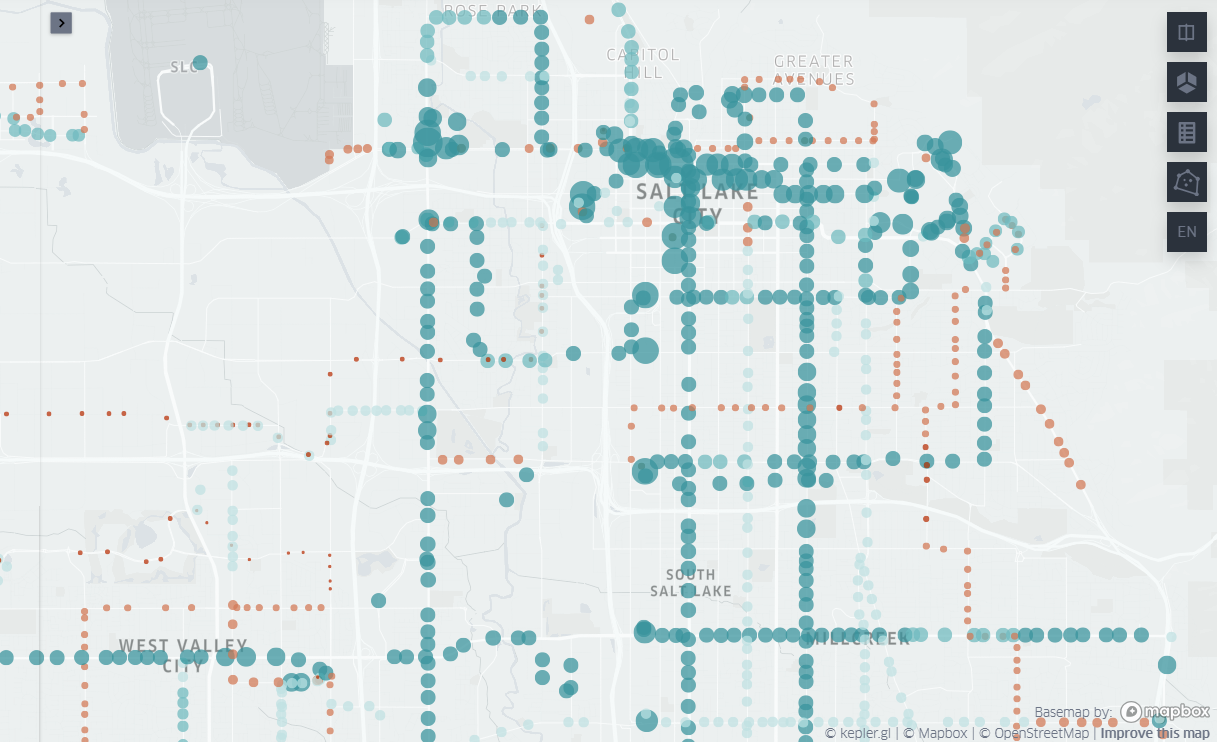 ROSE PARK
CAPITOL
HILL
GREATER
AVENUES
SLC
SALT LAKE
CITY
EN
SOUTH
SALT LAKE
WEST VALLEY
CITY
MILLCREEK
Basemap by: mapbox
© kepler.gl | © Mapbox | © OpenStreetMap | Improve this map